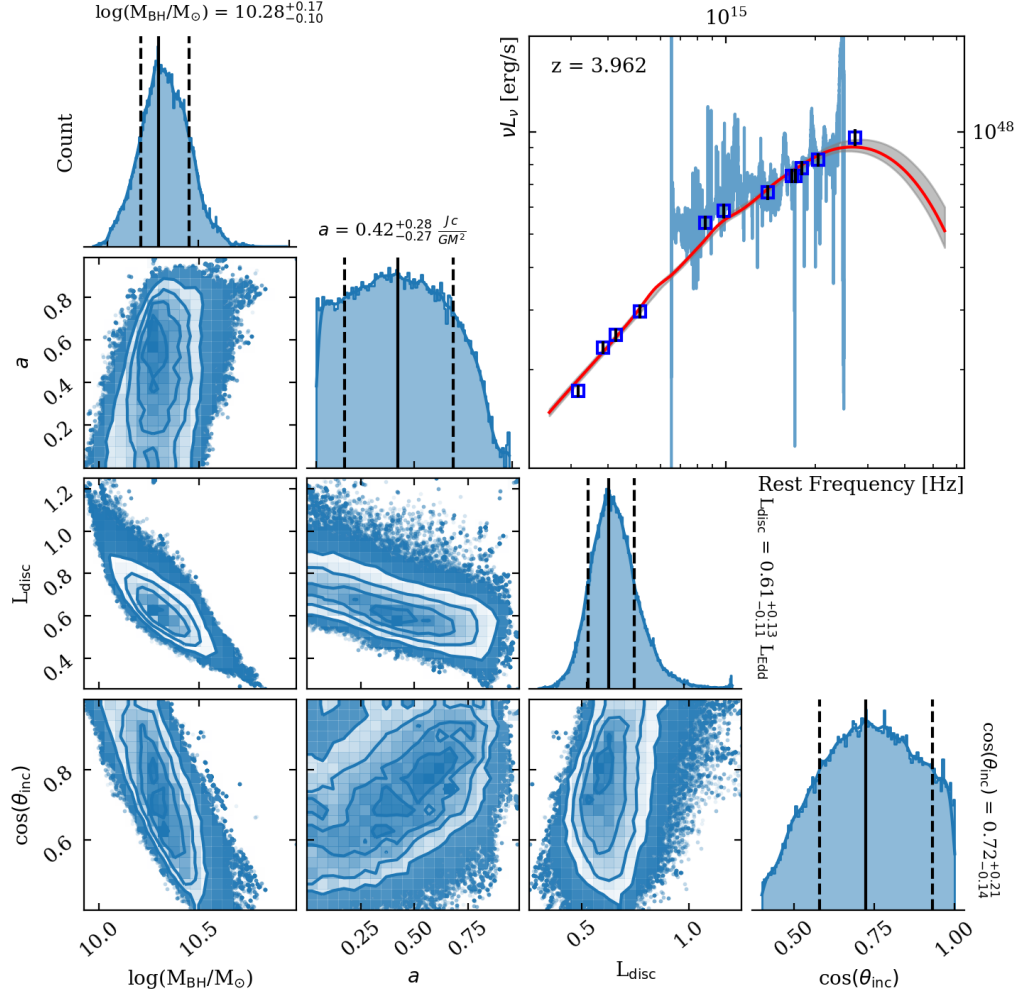 log(M_BH/M_⊙) = 10.28^{+0.17}_{-0.10}
10^15
Count
νL_ν [erg/s]
z = 3.962
10^48
a = 0.42^{+0.28}_{-0.27} Jc/GM^2
a
0.8
0.6
0.4
0.2
Rest Frequency [Hz]
L_disc
1.2
1.0
0.8
0.6
0.4
L_disc = 0.61^{+0.13}_{-0.11} L_Edd
cos(θ_inc)
0.8
0.6
cos(θ_inc) = 0.72^{+0.21}_{-0.14}
10.0 10.5
0.25 0.50 0.75
0.5 1.0
0.50 0.75 1.00
log(M_BH/M_⊙)
a
L_disc
cos(θ_inc)